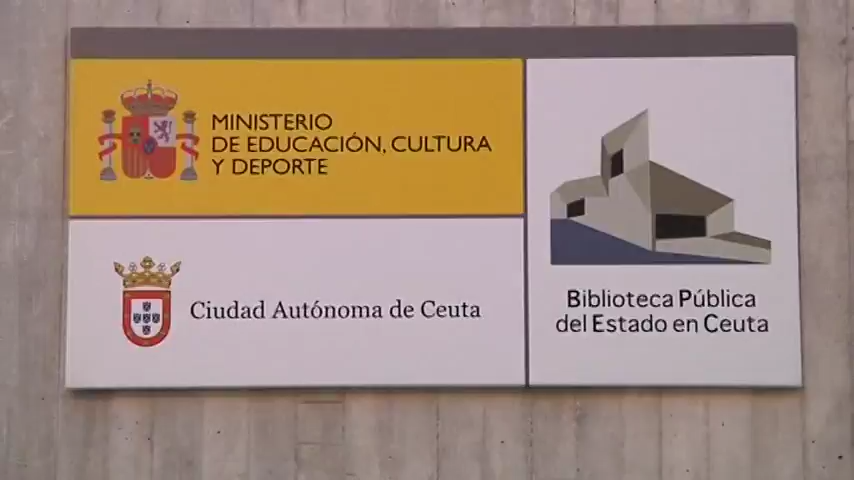 MINISTERIO
DE EDUCACIÓN, CULTURA
Y DEPORTE
Ciudad Autónoma de Ceuta
Biblioteca Pública
del Estado en Ceuta